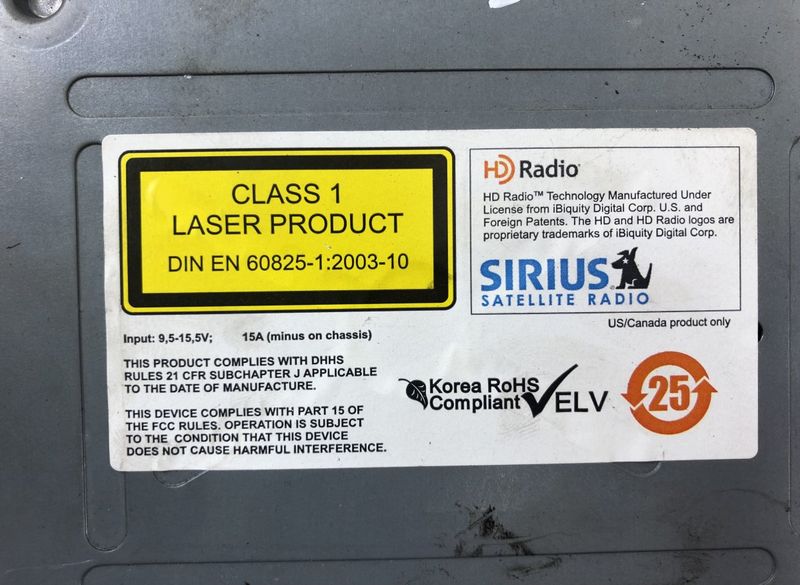 CLASS 1
LASER PRODUCT
DIN EN 60825-1:2003-10
HD Radio
HD Radio™ Technology Manufactured Under
License from iBiquity Digital Corp. U.S. and
Foreign Patents. The HD and HD Radio logos are
proprietary trademarks of iBiquity Digital Corp.
SIRIUS
SATELLITE RADIO
US/Canada product only
Input: 9,5-15,5V; 15A (minus on chassis)
THIS PRODUCT COMPLIES WITH DHHS
RULES 21 CFR SUBCHAPTER J APPLICABLE
TO THE DATE OF MANUFACTURE.
THIS DEVICE COMPLIES WITH PART 15 OF
THE FCC RULES. OPERATION IS SUBJECT
TO THE CONDITION THAT THIS DEVICE
DOES NOT CAUSE HARMFUL INTERFERENCE.
Korea RoHS
Compliant
ELV
25